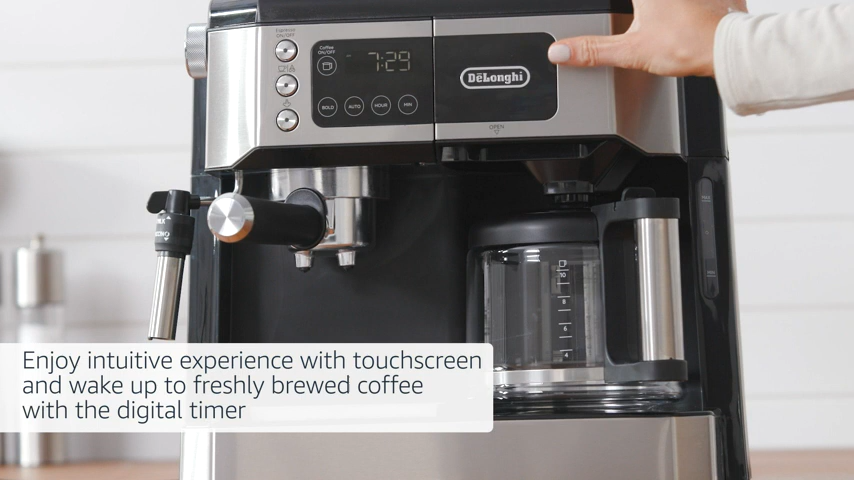 Espresso
ON/OFF
Coffee
ON/OFF
7:29
BOLD
AUTO
HOUR
MIN
DeLonghi
OPEN
10
8
6
4
Enjoy intuitive experience with touchscreen
and wake up to freshly brewed coffee
with the digital timer